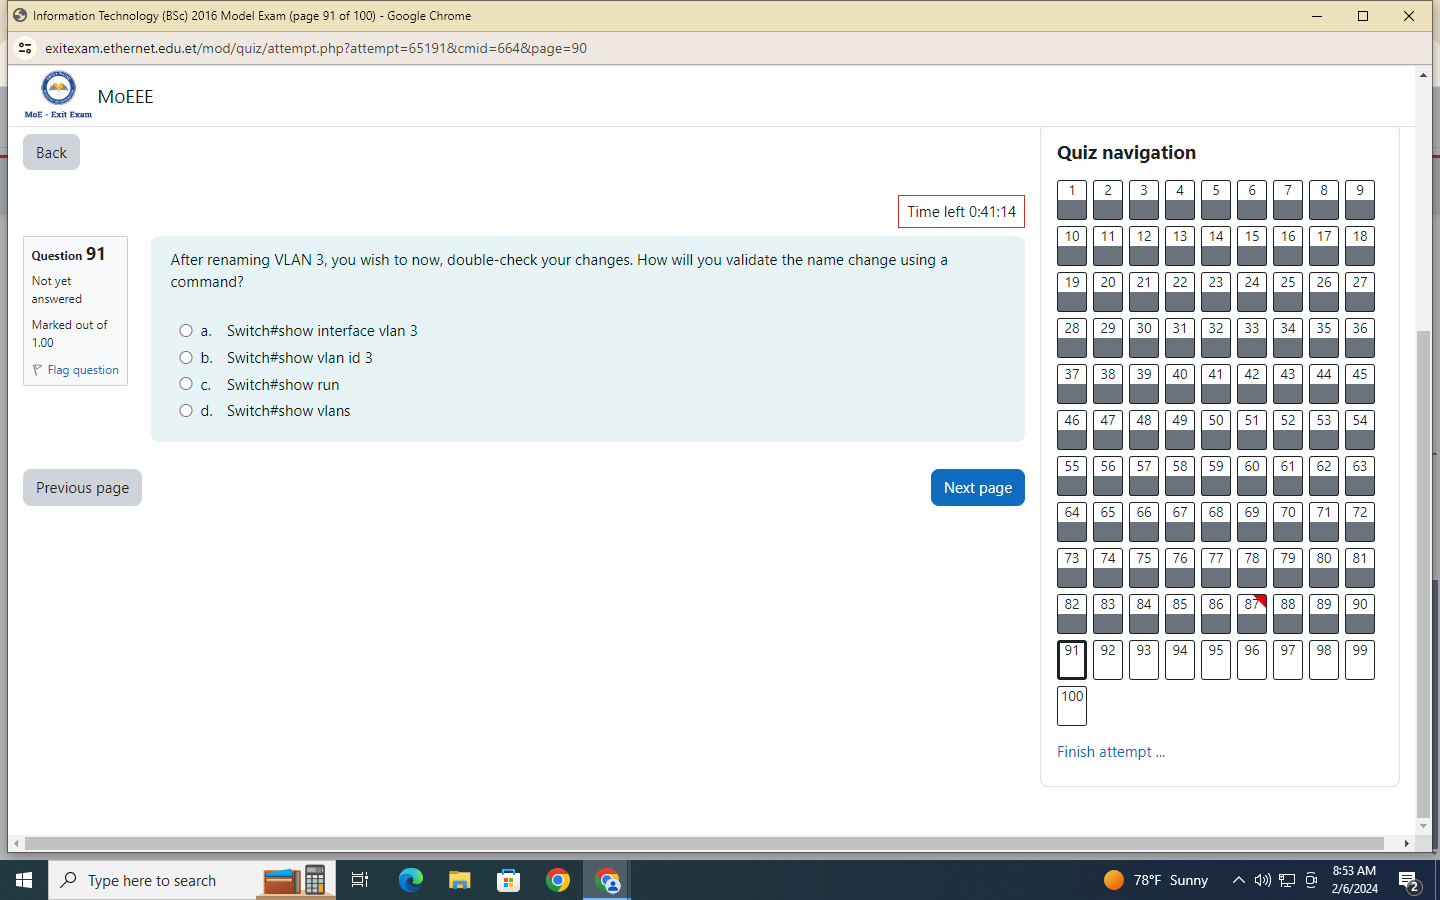 Information Technology (BSc) 2016 Model Exam (page 91 of 100) - Google Chrome
exitexam.ethernet.edu.et/mod/quiz/attempt.php?attempt=65191&cmid=664&page=90
MoE - Exit Exam
MoEEE
Back
Time left 0:41:14
Question 91
Not yet
answered
Marked out of
1.00
Flag question
After renaming VLAN 3, you wish to now, double-check your changes. How will you validate the name change using a
command?
a. Switch#show interface vlan 3
b. Switch#show vlan id 3
c. Switch#show run
d. Switch#show vlans
Previous page
Next page
Quiz navigation
1 2 3 4 5 6 7 8 9
10 11 12 13 14 15 16 17 18
19 20 21 22 23 24 25 26 27
28 29 30 31 32 33 34 35 36
37 38 39 40 41 42 43 44 45
46 47 48 49 50 51 52 53 54
55 56 57 58 59 60 61 62 63
64 65 66 67 68 69 70 71 72
73 74 75 76 77 78 79 80 81
82 83 84 85 86 87 88 89 90
91 92 93 94 95 96 97 98 99
100
Finish attempt ...
Type here to search
78°F Sunny
8:53 AM
2/6/2024
2